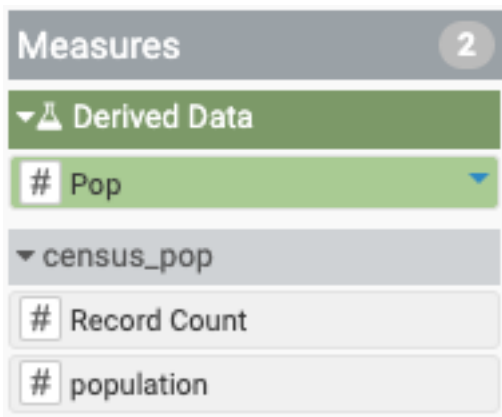 Measures 2
Derived Data
# Pop
census_pop
# Record Count
# population